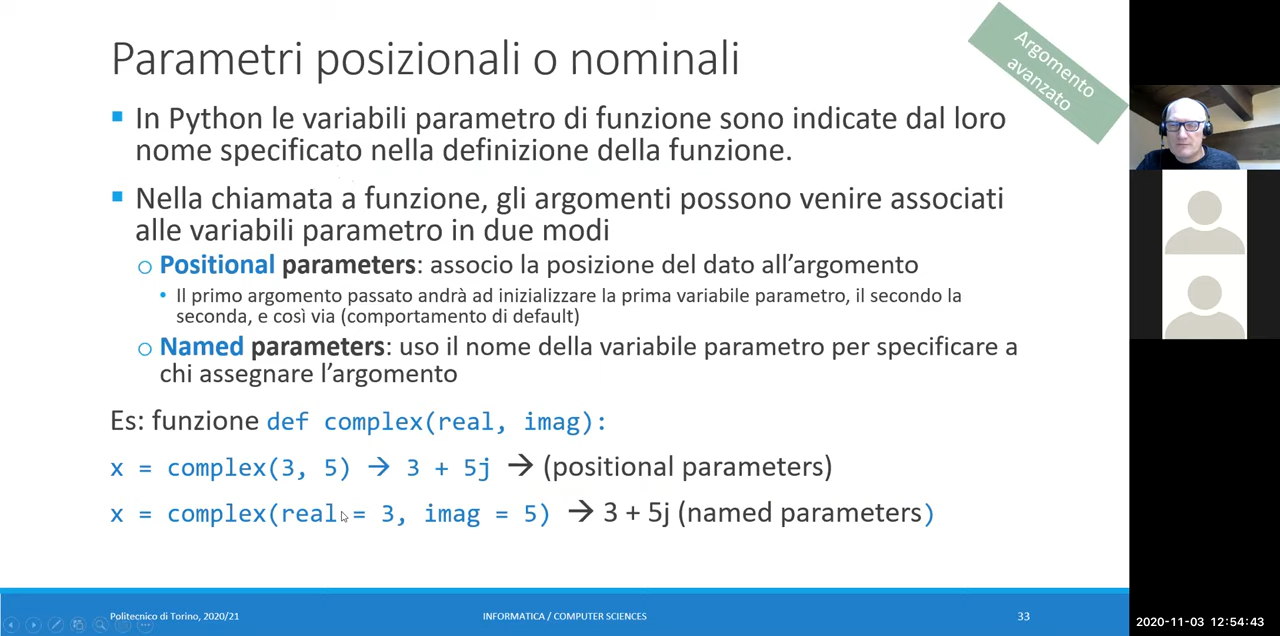 Parametri posizionali o nominali
Argomento
avanzato
▪ In Python le variabili parametro di funzione sono indicate dal loro
nome specificato nella definizione della funzione.
▪ Nella chiamata a funzione, gli argomenti possono venire associati
alle variabili parametro in due modi
o Positional parameters: associo la posizione del dato all’argomento
• Il primo argomento passato andrà ad inizializzare la prima variabile parametro, il secondo la
seconda, e così via (comportamento di default)
o Named parameters: uso il nome della variabile parametro per specificare a
chi assegnare l’argomento
Es: funzione def complex(real, imag):
x = complex(3, 5) → 3 + 5j → (positional parameters)
x = complex(real = 3, imag = 5) → 3 + 5j (named parameters)
Politecnico di Torino, 2020/21
INFORMATICA / COMPUTER SCIENCES
33
2020-11-03 12:54:43